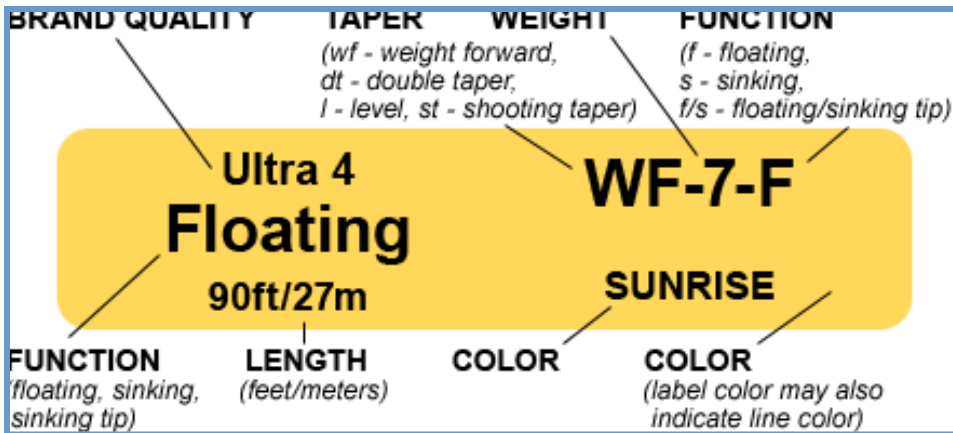 BRAND QUALITY TAPER WEIGHT FUNCTION
(wf - weight forward, (f - floating,
dt - double taper, s - sinking,
l - level, st - shooting taper) f/s - floating/sinking tip)
Ultra 4 WF-7-F
Floating
90ft/27m SUNRISE
FUNCTION LENGTH COLOR COLOR
(floating, sinking, (feet/meters) (label color may also
sinking tip) indicate line color)